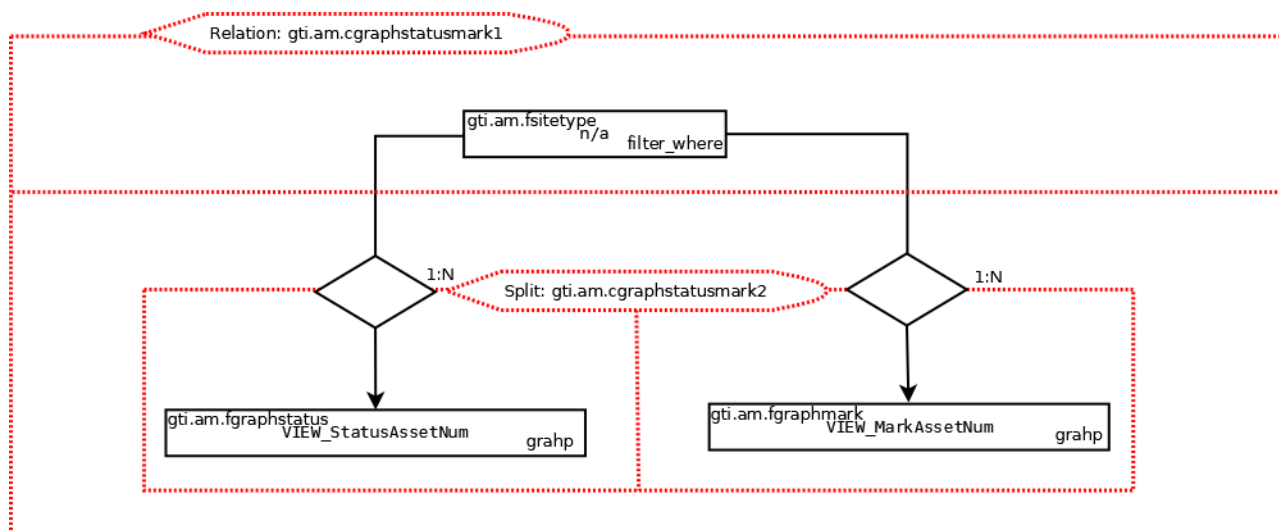 Relation: gti.am.cgraphstatusmark1
gti.am.fsitetype
n/a
filter_where
1:N
Split: gti.am.cgraphstatusmark2
1:N
gti.am.fgraphstatus
VIEW_StatusAssetNum
grahp
gti.am.fgraphmark
VIEW_MarkAssetNum
grahp